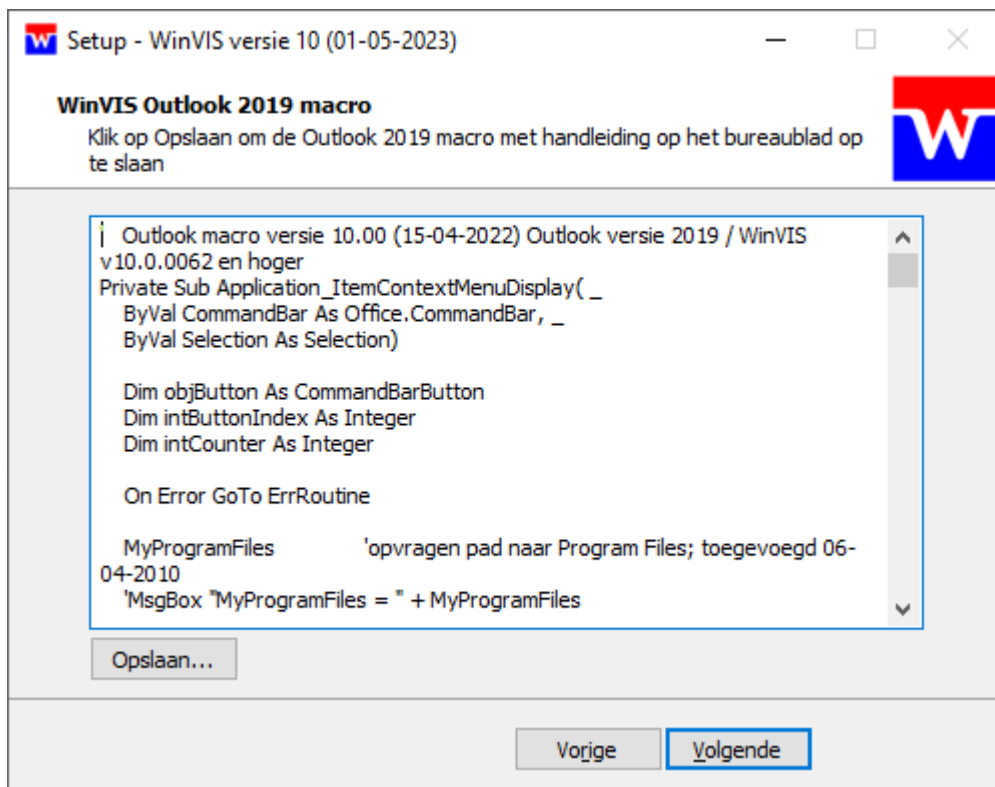 W Setup - WinVIS versie 10 (01-05-2023)
WinVIS Outlook 2019 macro
Klik op Opslaan om de Outlook 2019 macro met handleiding op het bureaublad op
te slaan
W
' Outlook macro versie 10.00 (15-04-2022) Outlook versie 2019 / WinVIS
v10.0.0062 en hoger
Private Sub Application_ItemContextMenuDisplay( _
ByVal CommandBar As Office.CommandBar, _
ByVal Selection As Selection)
Dim objButton As CommandBarButton
Dim intButtonIndex As Integer
Dim intCounter As Integer
On Error GoTo ErrRoutine
MyProgramFiles 'opvragen pad naar Program Files; toegevoegd 06-
04-2010
'MsgBox "MyProgramFiles = " + MyProgramFiles
Opslaan...
Vorige Volgende